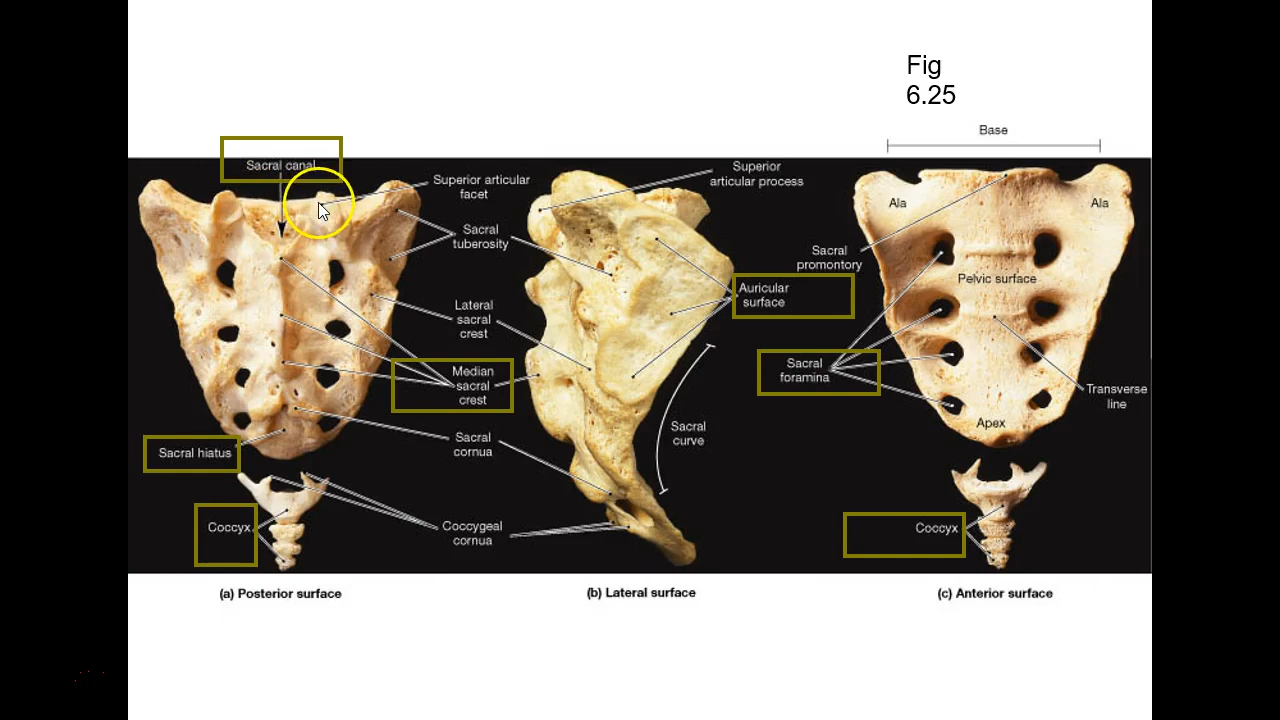 Fig
6.25
Base
Sacral canal
Superior articular
facet
Sacral
tuberosity
Lateral
sacral
crest
Median
sacral
crest
Sacral
cornua
Sacral hiatus
Coccyx
Coccygeal
cornua
Superior
articular process
Auricular
surface
Sacral
curve
Ala
Ala
Sacral
promontory
Pelvic surface
Sacral
foramina
Transverse
line
Apex
Coccyx
(a) Posterior surface
(b) Lateral surface
(c) Anterior surface